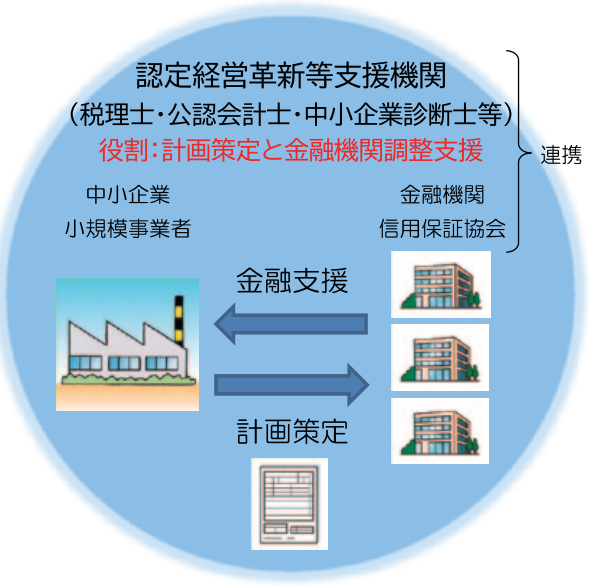 認定経営革新等支援機関
（税理士・公認会計士・中小企業診断士等）
役割：計画策定と金融機関調整支援
連携
中小企業
小規模事業者
金融機関
信用保証協会
金融支援
計画策定